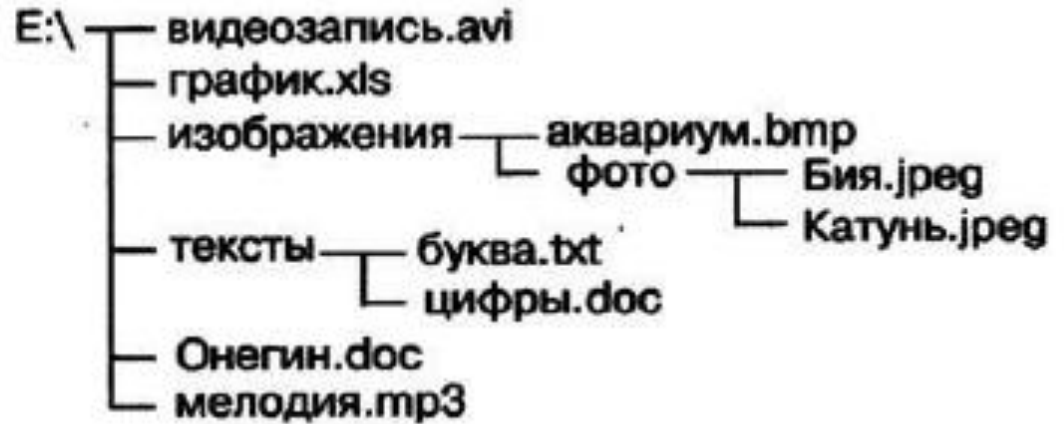 E:\ видеозапись.avi
график.xls
изображения аквариум.bmp
фото Бия.jpeg
Катунь.jpeg
тексты буква.txt
цифры.doc
Онегин.doc
мелодия.mp3